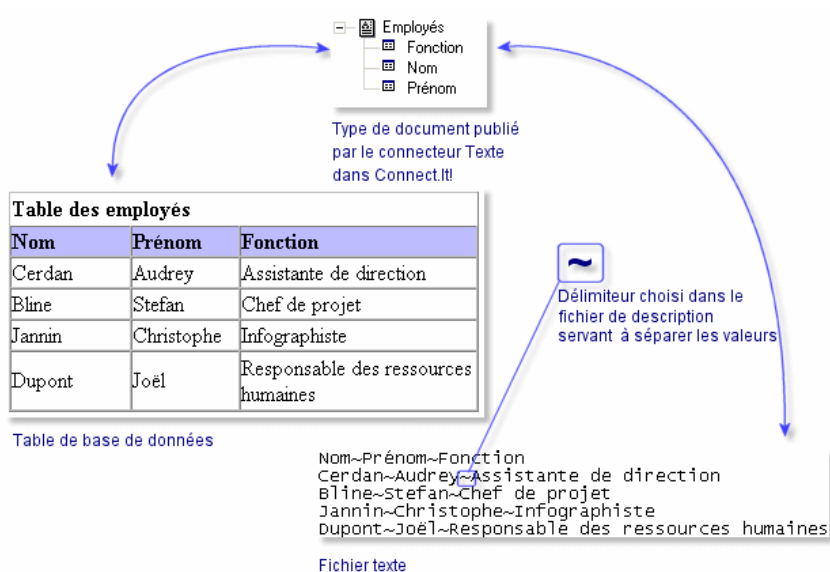 Employés
Fonction
Nom
Prénom
Type de document publié
par le connecteur Texte
dans Connect.It!
Table des employés
Nom Prénom Fonction
Cerdan Audrey Assistante de direction
Bline Stefan Chef de projet
Jannin Christophe Infographiste
Dupont Joël Responsable des ressources
humaines
Table de base de données
~
Délimiteur choisi dans le
fichier de description
servant à séparer les valeurs
Nom~Prénom~Fonction
Cerdan~Audrey~Assistante de direction
Bline~Stefan~Chef de projet
Jannin~Christophe~Infographiste
Dupont~Joël~Responsable des ressources humaines
Fichier texte